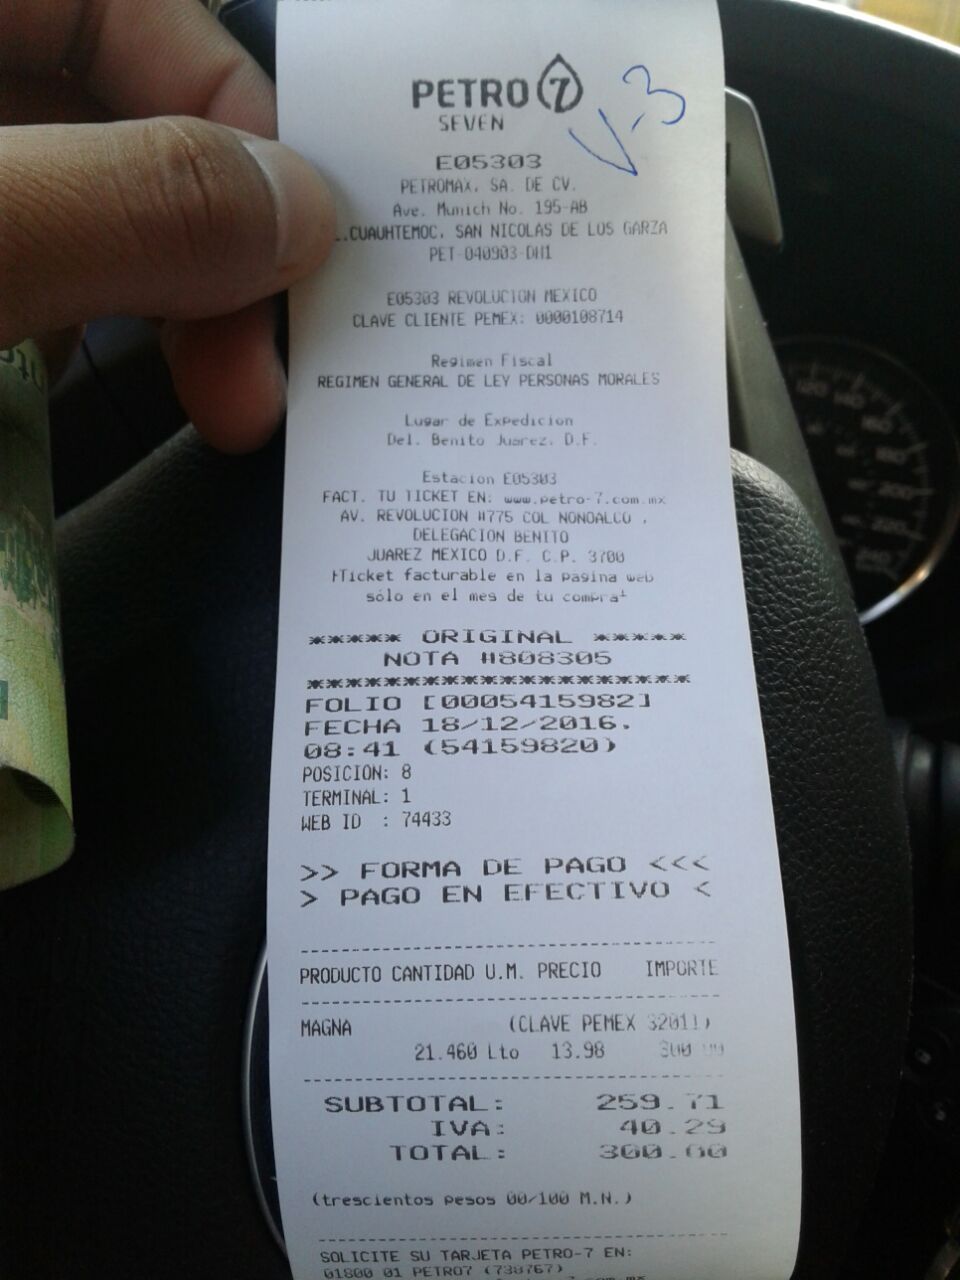 PETRO 7
SEVEN
V-3
E05303
PETROMAX, SA. DE CV.
Ave. Munich No. 195-AB
L.CUAUHTEMOC, SAN NICOLAS DE LOS GARZA
PET-040903-DH1
E05303 REVOLUCION MEXICO
CLAVE CLIENTE PEMEX: 0000108714
Regimen Fiscal
REGIMEN GENERAL DE LEY PERSONAS MORALES
Lugar de Expedicion
Del. Benito Juarez, D.F.
Estacion E05303
FACT. TU TICKET EN: www.petro-7.com.mx
AV. REVOLUCION #775 COL NONOALCO ,
DELEGACION BENITO
JUAREZ MEXICO D.F. C.P. 3700
Ticket facturable en la pagina web
sólo en el mes de tu compra
***** ORIGINAL *****
NOTA #808305
*************************
FOLIO [0005415982]
FECHA 18/12/2016.
08:41 (54159820)
POSICION: 8
TERMINAL: 1
WEB ID : 74433
>> FORMA DE PAGO <<<
> PAGO EN EFECTIVO <
PRODUCTO CANTIDAD U.M. PRECIO IMPORTE
MAGNA (CLAVE PEMEX 32011)
21.460 Lto 13.98 300.00
SUBTOTAL: 259.71
IVA: 40.29
TOTAL: 300.00
(trescientos pesos 00/100 M.N.)
SOLICITE SU TARJETA PETRO-7 EN:
01800 01 PETRO7 (738767)